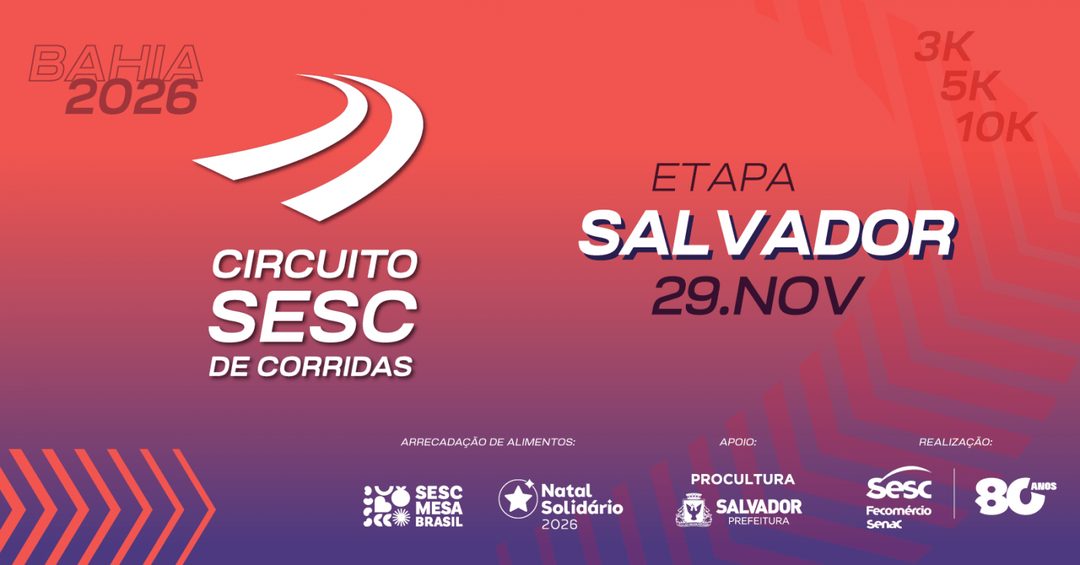 BAHIA
2026
3K
5K
10K
CIRCUITO
SESC
DE CORRIDAS
ETAPA
SALVADOR
29.NOV
ARRECADAÇÃO DE ALIMENTOS:
SESC
MESA
BRASIL
Natal
Solidário
2026
APOIO:
PROCULTURA
SALVADOR
PREFEITURA
REALIZAÇÃO:
Sesc
Fecomércio
Senac
80 ANOS